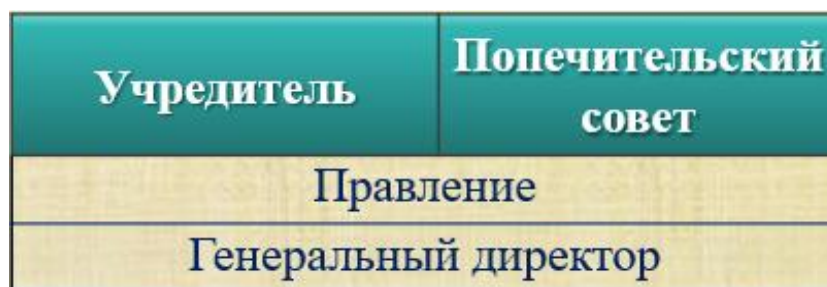 Учредитель
Попечительский
совет
Правление
Генеральный директор